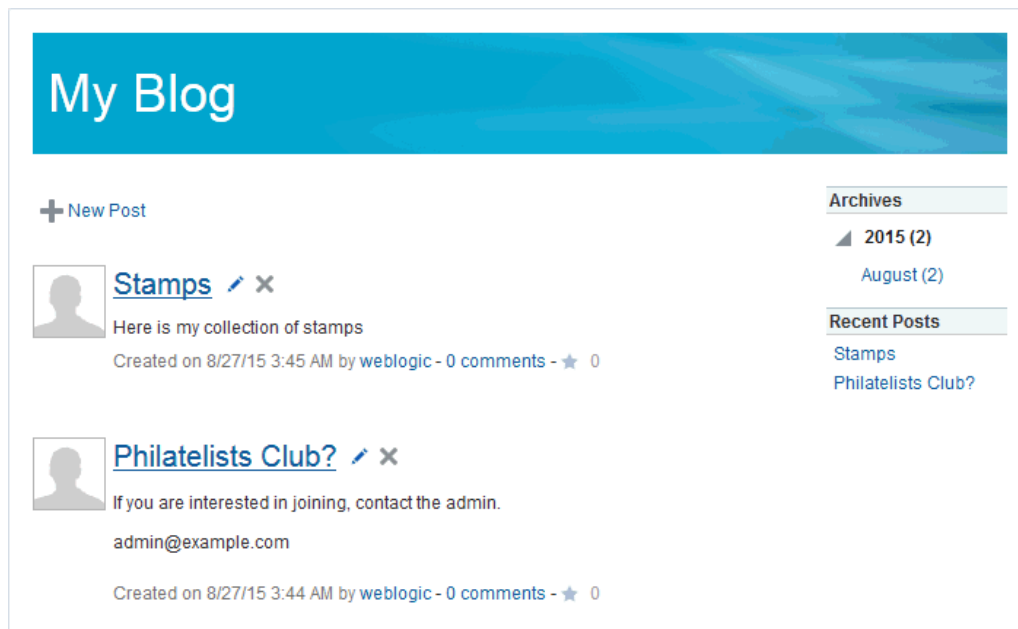 My Blog
New Post
Stamps
Here is my collection of stamps
Created on 8/27/15 3:45 AM by weblogic - 0 comments - 0
Philatelists Club?
If you are interested in joining, contact the admin.
admin@example.com
Created on 8/27/15 3:44 AM by weblogic - 0 comments - 0
Archives
2015 (2)
August (2)
Recent Posts
Stamps
Philatelists Club?